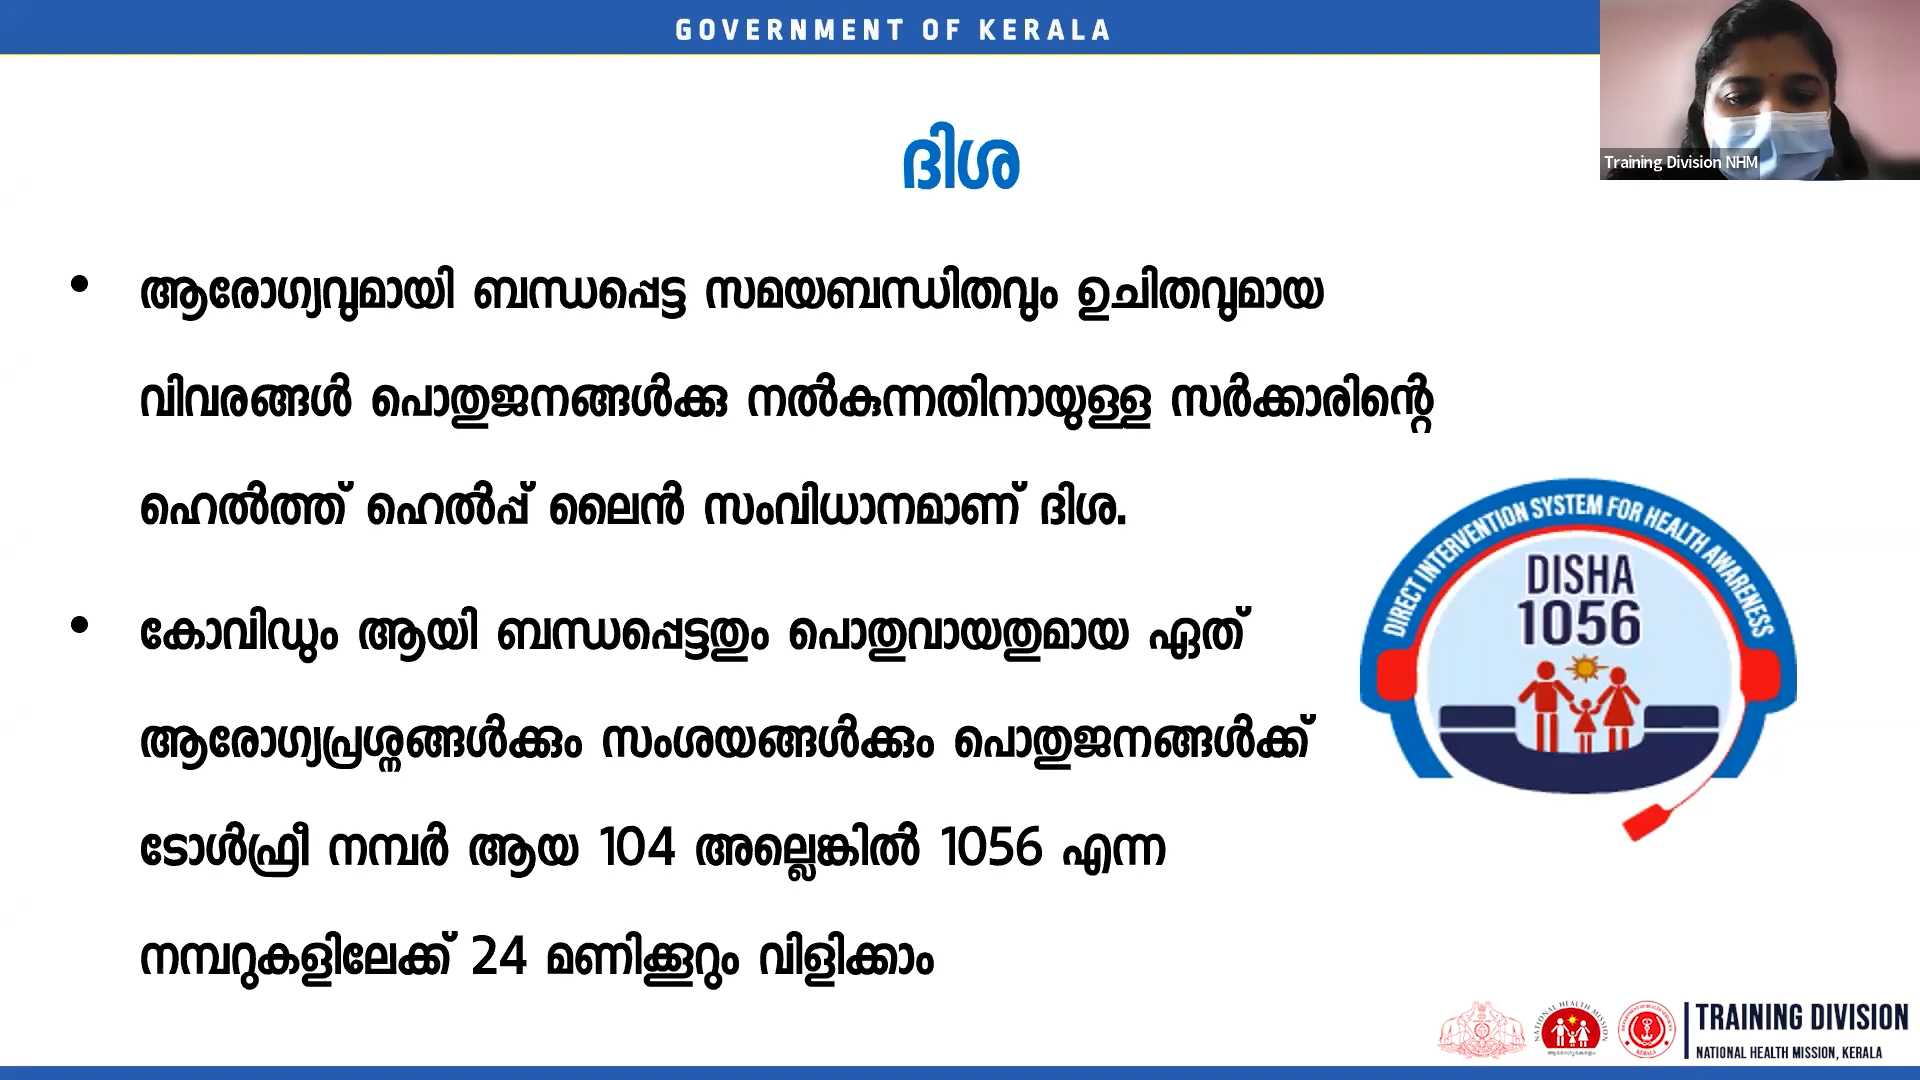 GOVERNMENT OF KERALA
Training Division NHM
ദിശ
• ആരോഗ്യവുമായി ബന്ധപ്പെട്ട സമയബന്ധിതവും ഉചിതവുമായ
വിവരങ്ങൾ പൊതുജനങ്ങൾക്കു നൽകുന്നതിനായുള്ള സർക്കാരിന്റെ
ഹെൽത്ത് ഹെൽപ്പ് ലൈൻ സംവിധാനമാണ് ദിശ.
• കോവിഡും ആയി ബന്ധപ്പെട്ടതും പൊതുവായതുമായ ഏത്
ആരോഗ്യപ്രശ്നങ്ങൾക്കും സംശയങ്ങൾക്കും പൊതുജനങ്ങൾക്ക്
ടോൾഫ്രീ നമ്പർ ആയ 104 അല്ലെങ്കിൽ 1056 എന്ന
നമ്പറുകളിലേക്ക് 24 മണിക്കൂറും വിളിക്കാം
DIRECT INTERVENTION SYSTEM FOR HEALTH AWARENESS
DISHA
1056
NATIONAL HEALTH MISSION
TRAINING DIVISION
NATIONAL HEALTH MISSION, KERALA